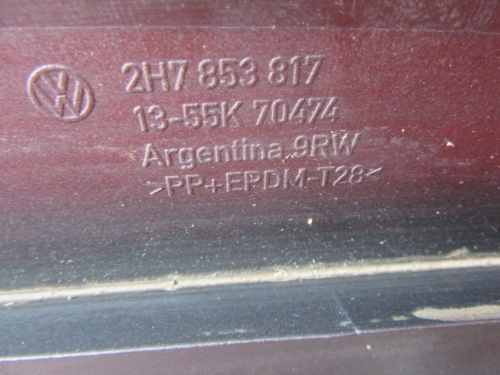 2H7 853 817
13-55K 70474
Argentina 9RW
>PP+EPDM-T28<